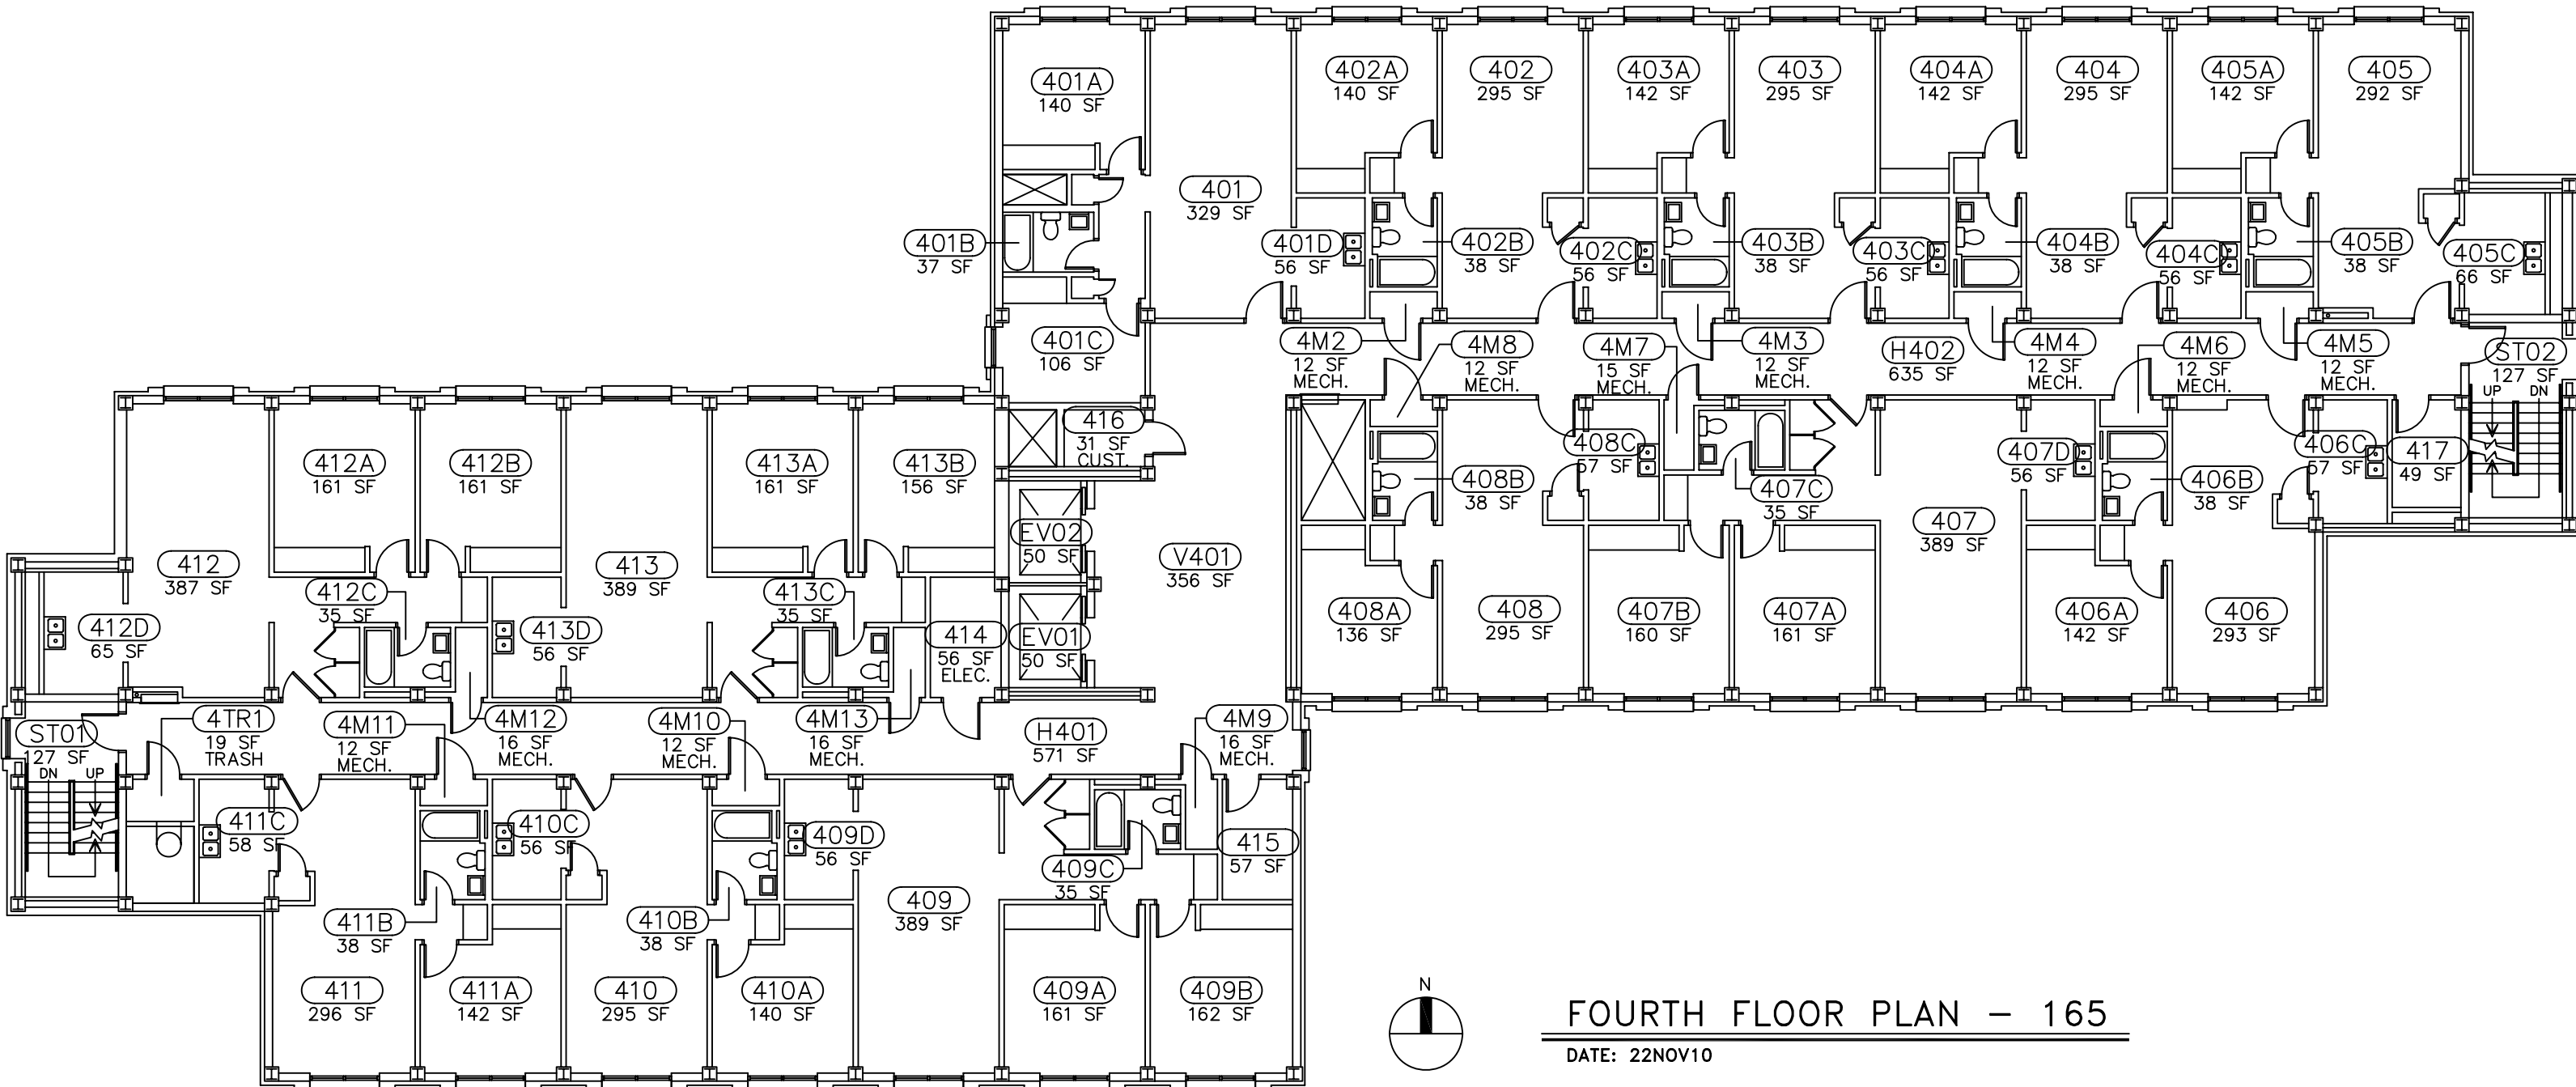 401A
140 SF
402A
140 SF
402
295 SF
403A
142 SF
403
295 SF
404A
142 SF
404
295 SF
405A
142 SF
405
292 SF
401
329 SF
401B
37 SF
401D
56 SF
402B
38 SF
402C
56 SF
403B
38 SF
403C
56 SF
404B
38 SF
404C
56 SF
405B
38 SF
405C
66 SF
401C
106 SF
4M2
12 SF
MECH.
4M8
12 SF
MECH.
4M7
15 SF
MECH.
4M3
12 SF
MECH.
H402
635 SF
4M4
12 SF
MECH.
4M6
12 SF
MECH.
4M5
12 SF
MECH.
ST02
127 SF
UP
DN
416
31 SF
CUST.
412A
161 SF
412B
161 SF
413A
161 SF
413B
156 SF
408B
38 SF
408C
57 SF
407C
35 SF
407D
56 SF
406B
38 SF
406C
57 SF
417
49 SF
EV02
50 SF
V401
356 SF
407
389 SF
412
387 SF
412C
35 SF
413
389 SF
413C
35 SF
412D
65 SF
413D
56 SF
414
56 SF
ELEC.
EV01
50 SF
408A
136 SF
408
295 SF
407B
160 SF
407A
161 SF
406A
142 SF
406
293 SF
ST01
127 SF
DN
UP
4TR1
19 SF
TRASH
4M11
12 SF
MECH.
4M12
16 SF
MECH.
4M10
12 SF
MECH.
4M13
16 SF
MECH.
H401
571 SF
4M9
16 SF
MECH.
411C
58 SF
410C
56 SF
409D
56 SF
409C
35 SF
415
57 SF
411B
38 SF
410B
38 SF
409
389 SF
411
296 SF
411A
142 SF
410
295 SF
410A
140 SF
409A
161 SF
409B
162 SF
N
FOURTH FLOOR PLAN - 165
DATE: 22NOV10